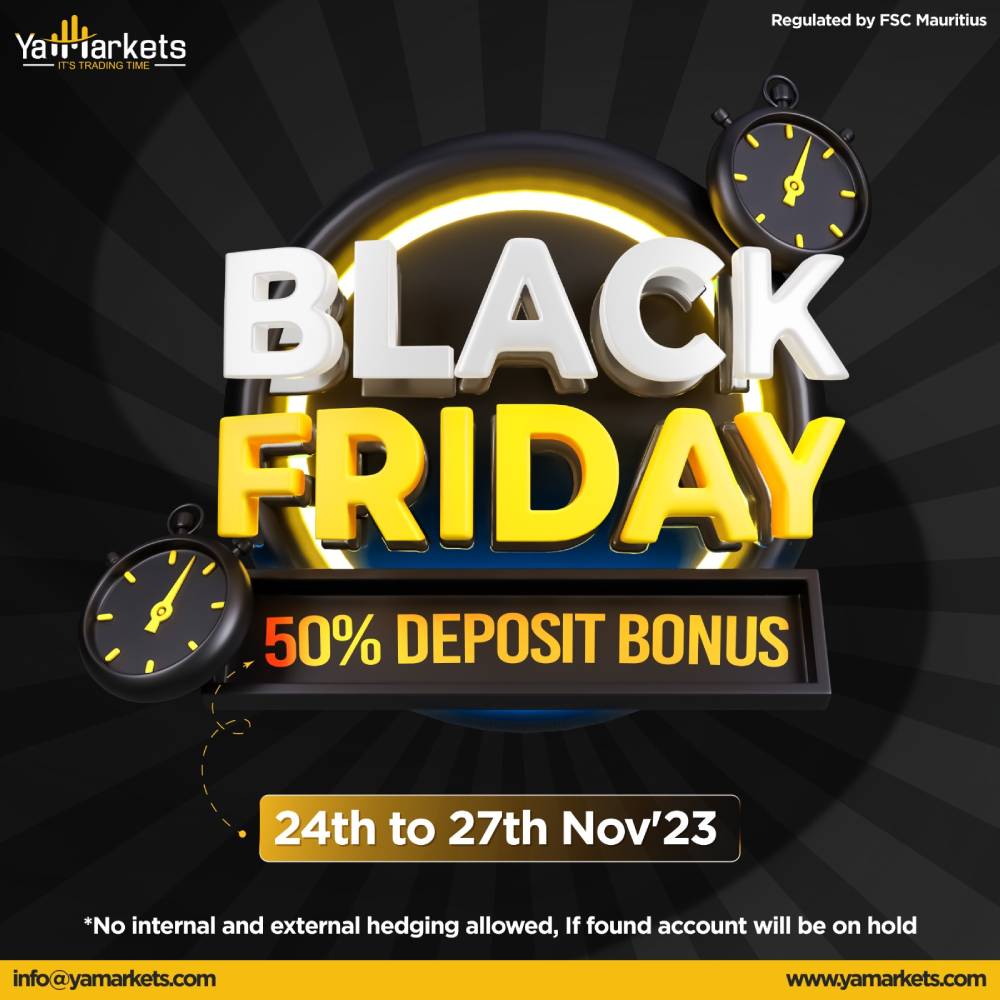 YaMarkets
IT'S TRADING TIME
Regulated by FSC Mauritius
BLACK
FRIDAY
50% DEPOSIT BONUS
24th to 27th Nov'23
*No internal and external hedging allowed, If found account will be on hold
info@yamarkets.com
www.yamarkets.com